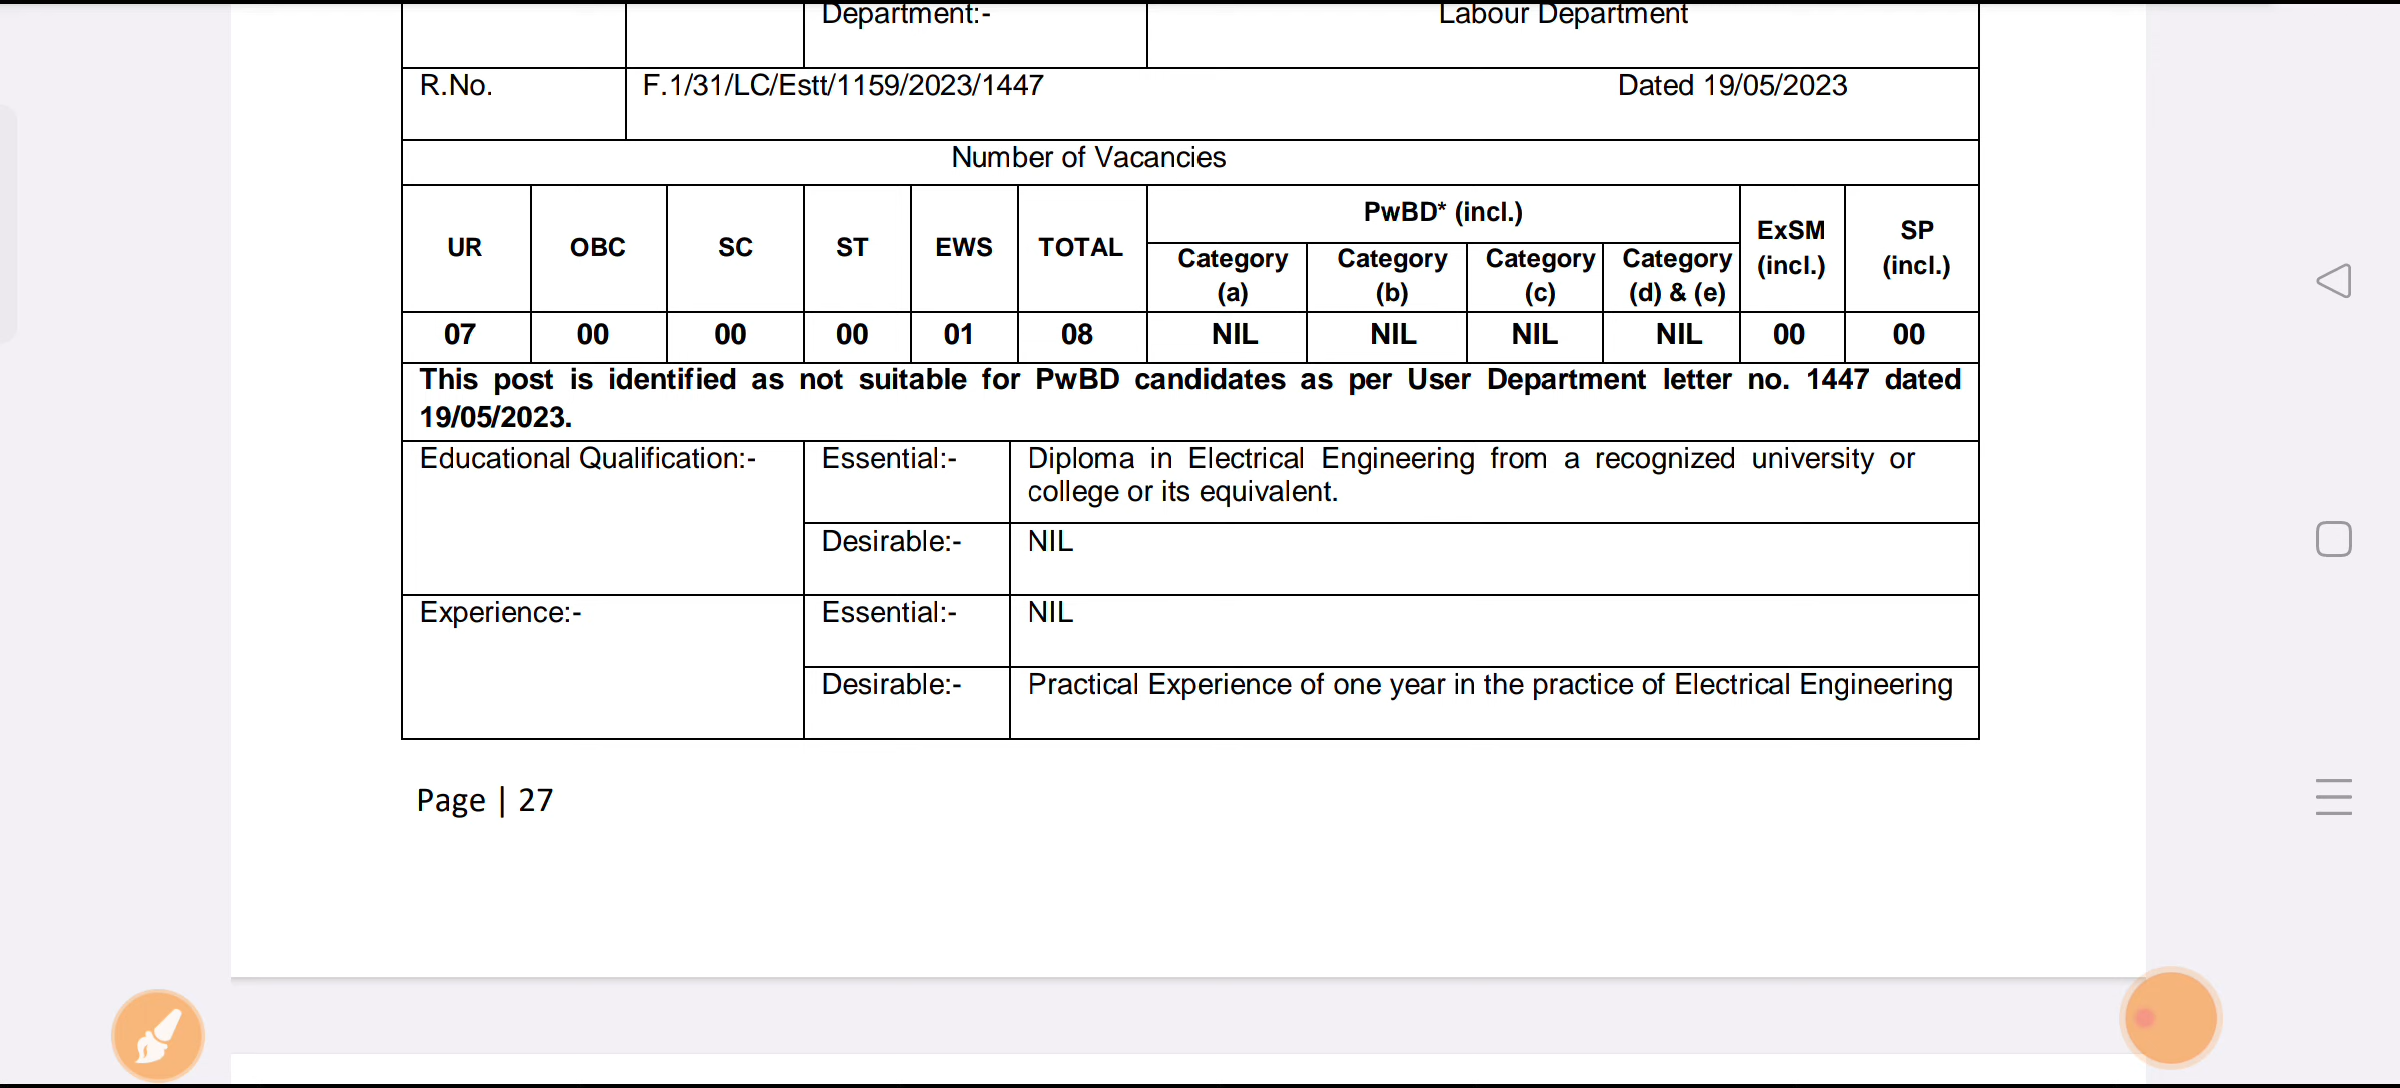 Department:- Labour Department
R.No. F.1/31/LC/Estt/1159/2023/1447 Dated 19/05/2023
Number of Vacancies
UR OBC SC ST EWS TOTAL PwBD* (incl.) ExSM (incl.) SP (incl.)
Category (a) Category (b) Category (c) Category (d) & (e)
07 00 00 00 01 08 NIL NIL NIL NIL 00 00
This post is identified as not suitable for PwBD candidates as per User Department letter no. 1447 dated
19/05/2023.
Educational Qualification:- Essential:- Diploma in Electrical Engineering from a recognized university or
college or its equivalent.
Desirable:- NIL
Experience:- Essential:- NIL
Desirable:- Practical Experience of one year in the practice of Electrical Engineering
Page | 27